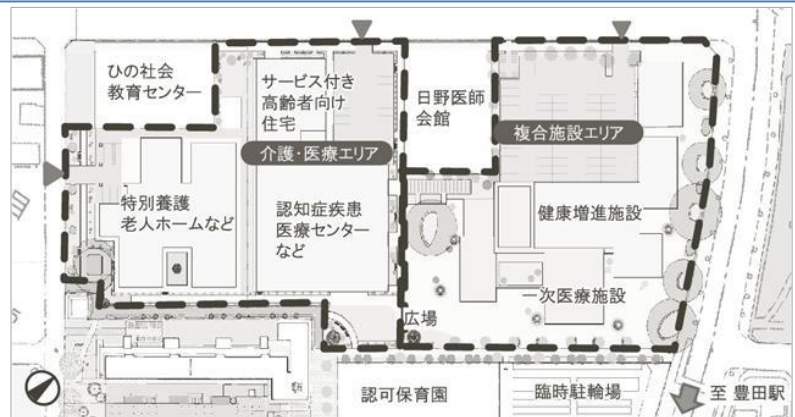 ひの社会
教育センター
サービス付き
高齢者向け
住宅
日野医師
会館
複合施設エリア
介護・医療エリア
特別養護
老人ホームなど
認知症疾患
医療センター
など
健康増進施設
一次医療施設
広場
認可保育園
臨時駐輪場
至 豊田駅